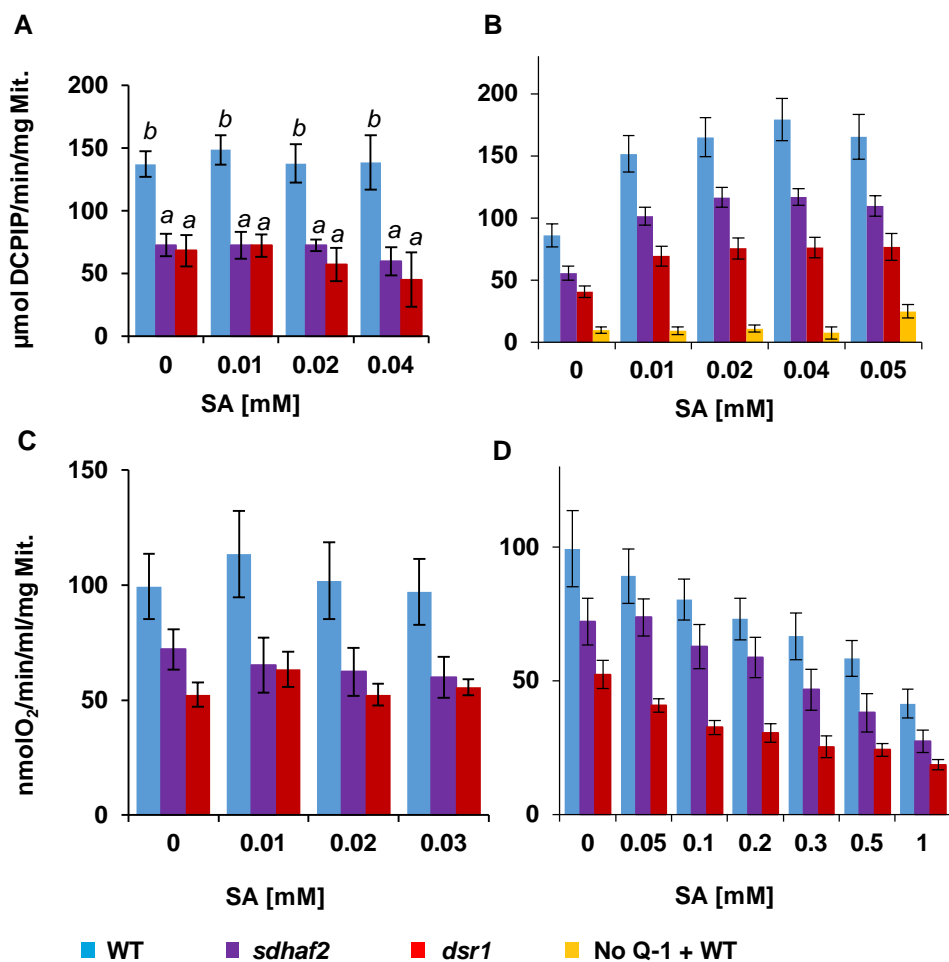 A
B
µmol DCPIP/min/mg Mit.
200
150
100
50
0
b b b b
a a a a a a a a
0 0.01 0.02 0.04
SA [mM]
200
150
100
50
0
0 0.01 0.02 0.04 0.05
SA [mM]
C
D
nmolO₂/min/ml/mg Mit.
150
100
50
0
0 0.01 0.02 0.03
SA [mM]
100
50
0
0 0.05 0.1 0.2 0.3 0.5 1
SA [mM]
WT sdhaf2 dsr1 No Q-1 + WT